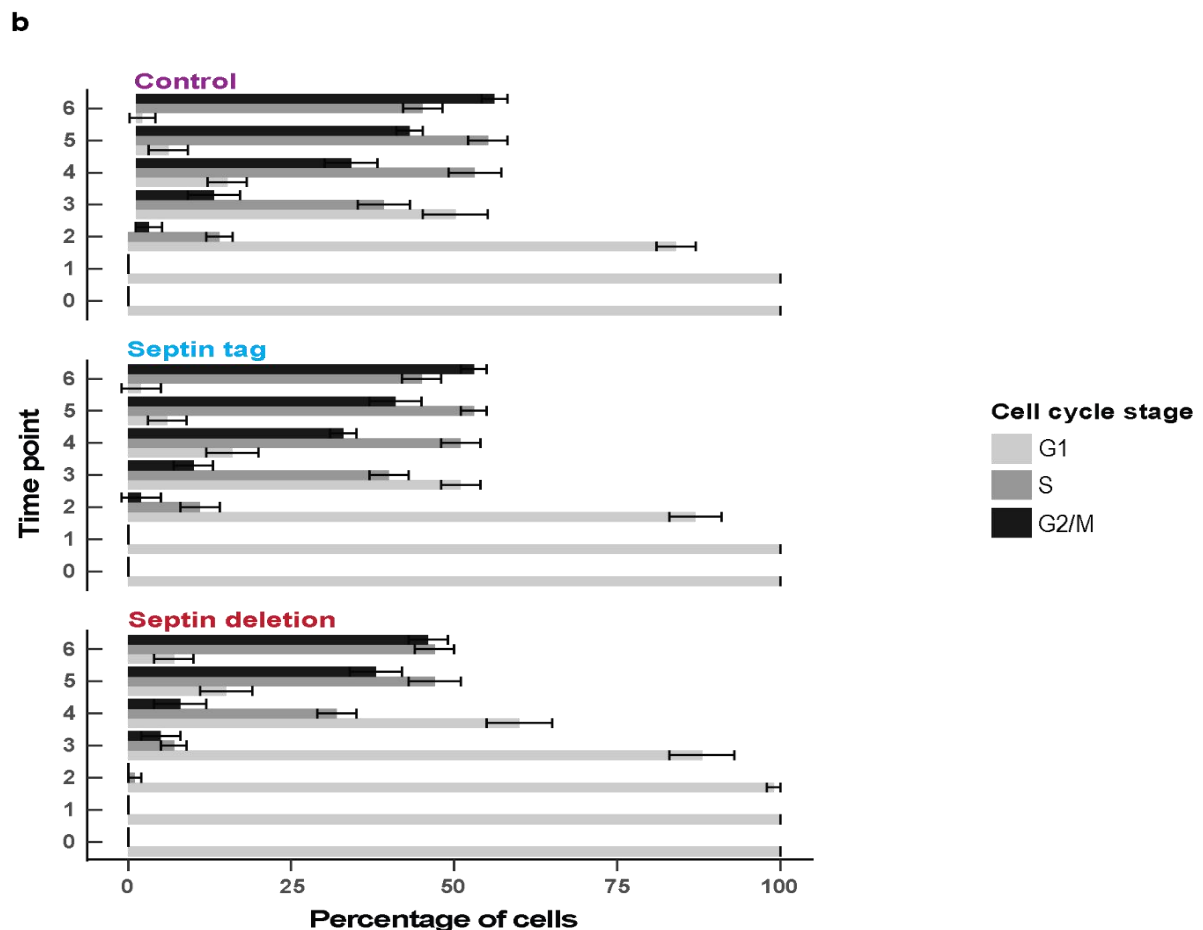 b
Control
6
5
4
3
2
1
0
Septin tag
6
5
4
3
2
1
0
Septin deletion
6
5
4
3
2
1
0
0 25 50 75 100
Percentage of cells
Time point
Cell cycle stage
G1
S
G2/M